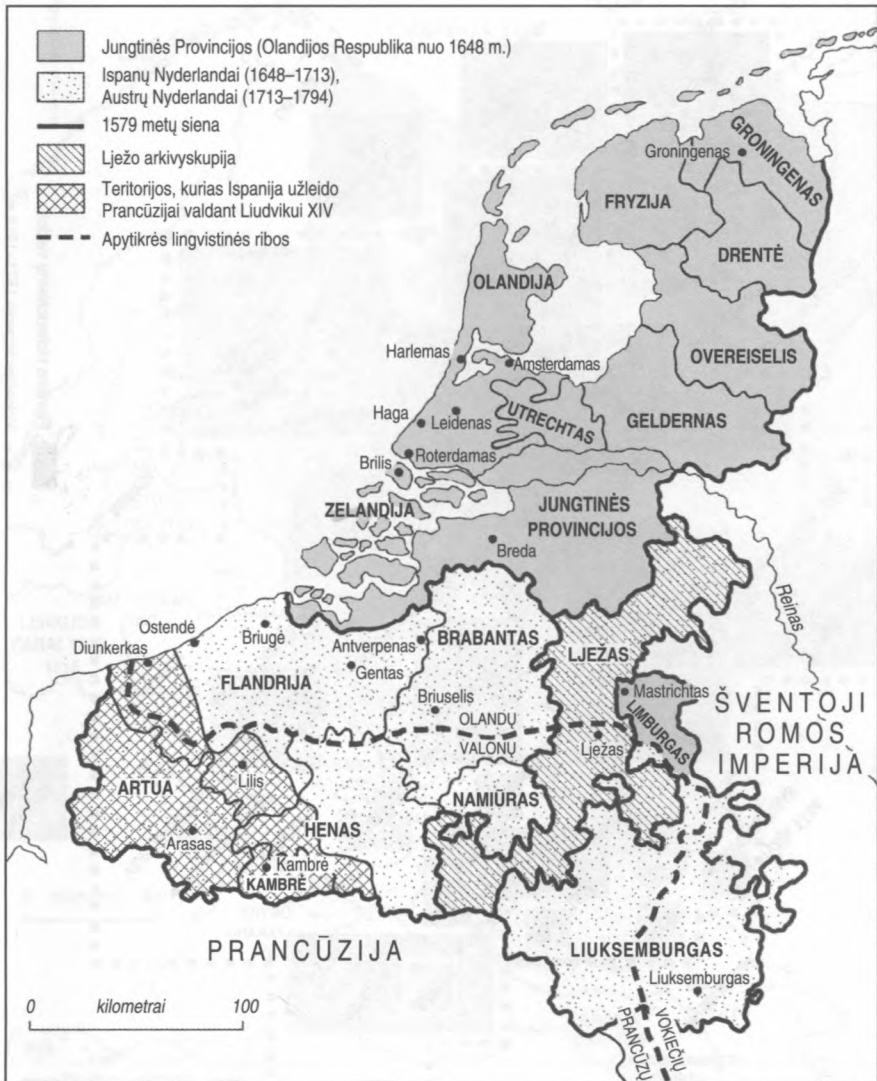 Jungtinės Provincijos (Olandijos Respublika nuo 1648 m.)
Ispanų Nyderlandai (1648–1713),
Austrų Nyderlandai (1713–1794)
1579 metų siena
Lježo arkivyskupija
Teritorijos, kurias Ispanija užleido
Prancūzijai valdant Liudvikui XIV
Apytikrės lingvistinės ribos
GRONINGENAS
Groningenas
FRYZIJA
DRENTĖ
OLANDIJA
OVEREISELIS
Harlemas
Amsterdamas
Haga
Leidenas
UTRECHTAS
GELDERNAS
Roterdamas
Brilis
ZELANDIJA
JUNGTINĖS
PROVINCIJOS
Breda
Reinas
Ostendė
Briugė
Diunkerkas
Antverpenas
BRABANTAS
LJEŽAS
FLANDRIJA
Gentas
Mastrichtas
Briuselis
OLANDŲ
VALONŲ
Lježas
LIMBURGAS
ŠVENTOJI
ROMOS
IMPERIJA
ARTUA
Lilis
NAMIŪRAS
HENAS
Arasas
Kambrė
KAMBRĖ
PRANCŪZIJA
LIUKSEMBURGAS
Liuksemburgas
0 kilometrai 100
PRANCŪZŲ
VOKIEČIŲ